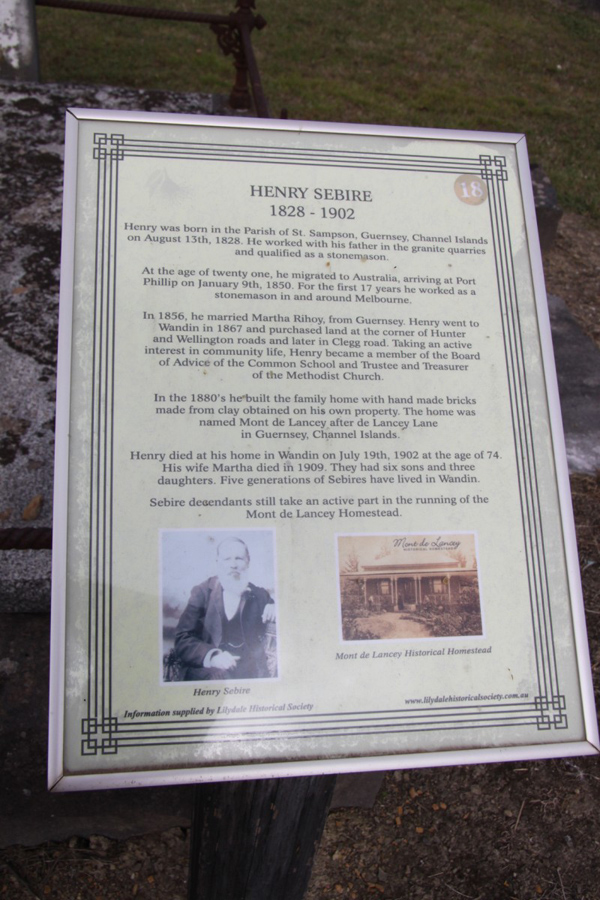 18
HENRY SEBIRE
1828 - 1902
Henry was born in the Parish of St. Sampson, Guernsey, Channel Islands
on August 13th, 1828. He worked with his father in the granite quarries
and qualified as a stonemason.
At the age of twenty one, he migrated to Australia, arriving at Port
Phillip on January 9th, 1850. For the first 17 years he worked as a
stonemason in and around Melbourne.
In 1856, he married Martha Rihoy, from Guernsey. Henry went to
Wandin in 1867 and purchased land at the corner of Hunter
and Wellington roads and later in Clegg road. Taking an active
interest in community life, Henry became a member of the Board
of Advice of the Common School and Trustee and Treasurer
of the Methodist Church.
In the 1880's he built the family home with hand made bricks
made from clay obtained on his own property. The home was
named Mont de Lancey after de Lancey Lane
in Guernsey, Channel Islands.
Henry died at his home in Wandin on July 19th, 1902 at the age of 74.
His wife Martha died in 1909. They had six sons and three
daughters. Five generations of Sebires have lived in Wandin.
Sebire decendants still take an active part in the running of the
Mont de Lancey Homestead.
Mont de Lancey
HISTORICAL HOMESTEAD
Henry Sebire
Mont de Lancey Historical Homestead
Information supplied by Lilydale Historical Society
www.lilydalehistoricalsociety.com.au